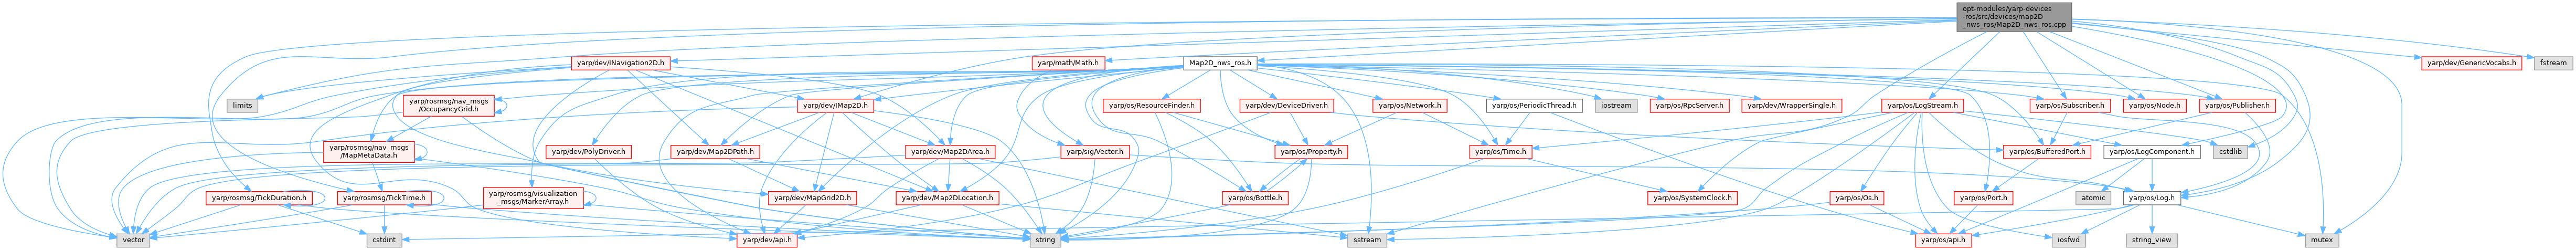 opt-modules/yarp-devices
-ros/src/devices/map2D
_nws_ros/Map2D_nws_ros.cpp
yarp/dev/INavigation2D.h
yarp/math/Math.h
Map2D_nws_ros.h
yarp/dev/GenericVocabs.h
fstream
limits
yarp/rosmsg/nav_msgs
/OccupancyGrid.h
yarp/dev/IMap2D.h
yarp/os/ResourceFinder.h
yarp/dev/DeviceDriver.h
yarp/os/Network.h
yarp/os/PeriodicThread.h
iostream
yarp/os/RpcServer.h
yarp/dev/WrapperSingle.h
yarp/os/LogStream.h
yarp/os/Subscriber.h
yarp/os/Node.h
yarp/os/Publisher.h
yarp/rosmsg/nav_msgs
/MapMetaData.h
yarp/dev/PolyDriver.h
yarp/dev/Map2DPath.h
yarp/dev/Map2DArea.h
yarp/sig/Vector.h
yarp/os/Property.h
yarp/os/Time.h
yarp/os/BufferedPort.h
yarp/os/LogComponent.h
cstdlib
yarp/rosmsg/TickDuration.h
yarp/rosmsg/TickTime.h
yarp/rosmsg/visualization
_msgs/MarkerArray.h
yarp/dev/MapGrid2D.h
yarp/dev/Map2DLocation.h
yarp/os/Bottle.h
yarp/os/SystemClock.h
yarp/os/Os.h
yarp/os/Port.h
atomic
yarp/os/Log.h
vector
cstdint
yarp/dev/api.h
string
sstream
yarp/os/api.h
iosfwd
string_view
mutex